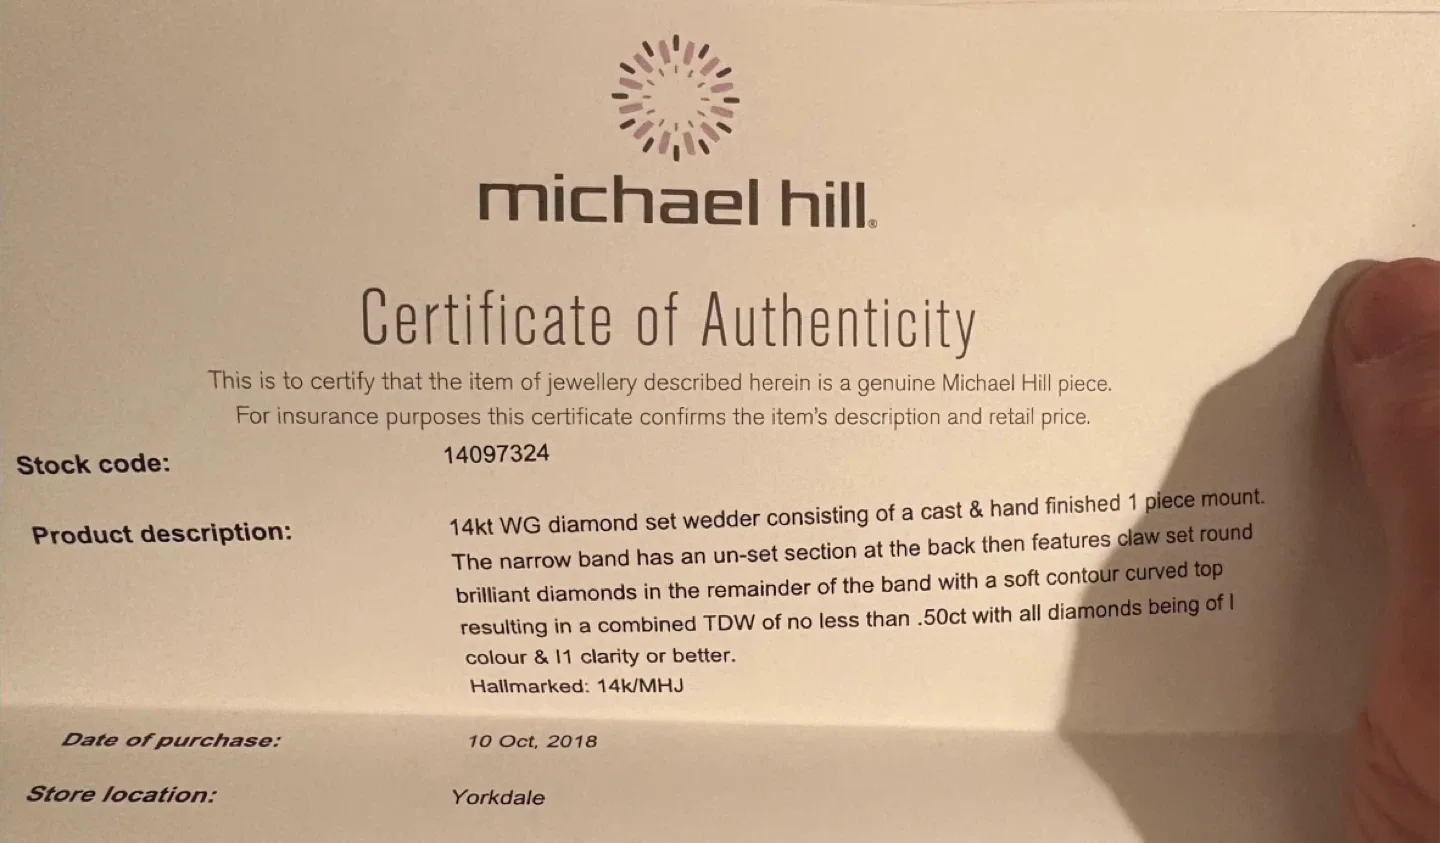 michael hill®
Certificate of Authenticity
This is to certify that the item of jewellery described herein is a genuine Michael Hill piece.
For insurance purposes this certificate confirms the item's description and retail price.
Stock code: 14097324
Product description: 14kt WG diamond set wedder consisting of a cast & hand finished 1 piece mount.
The narrow band has an un-set section at the back then features claw set round
brilliant diamonds in the remainder of the band with a soft contour curved top
resulting in a combined TDW of no less than .50ct with all diamonds being of I
colour & I1 clarity or better.
Hallmarked: 14k/MHJ
Date of purchase: 10 Oct, 2018
Store location: Yorkdale